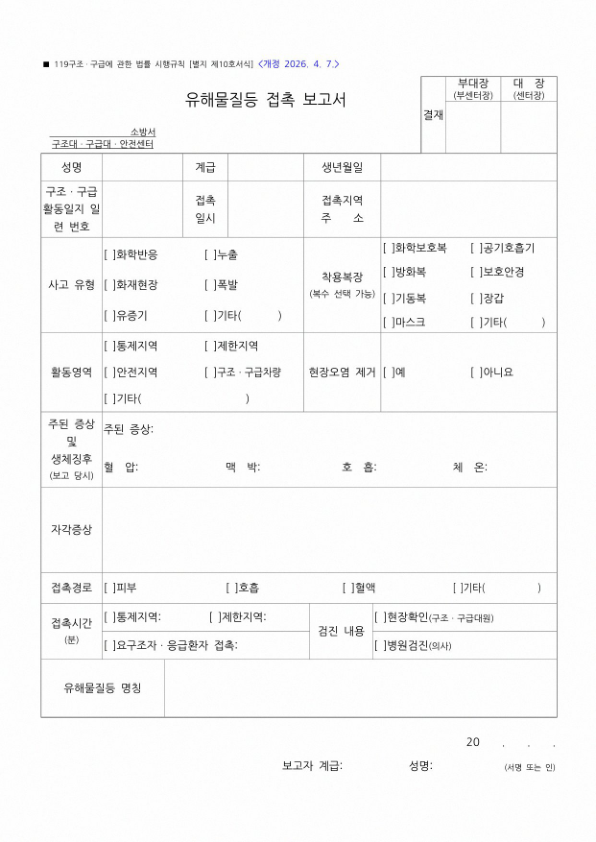 ■ 119구조ㆍ구급에 관한 법률 시행규칙 [별지 제10호서식] <개정 2026. 4. 7.>
유해물질등 접촉 보고서
결재
부대장
(부센터장)
대 장
(센터장)
소방서
구조대ㆍ구급대ㆍ안전센터
성명
계급
생년월일
구조ㆍ구급
활동일지 일
련 번호
접촉
일시
접촉지역
주 소
사고 유형
[ ]화학반응 [ ]누출
[ ]화재현장 [ ]폭발
[ ]유증기 [ ]기타( )
착용복장
(복수 선택 가능)
[ ]화학보호복 [ ]공기호흡기
[ ]방화복 [ ]보호안경
[ ]기동복 [ ]장갑
[ ]마스크 [ ]기타( )
활동영역
[ ]통제지역 [ ]제한지역
[ ]안전지역 [ ]구조ㆍ구급차량
[ ]기타( )
현장오염 제거
[ ]예 [ ]아니요
주된 증상
및
생체징후
(보고 당시)
주된 증상:
혈 압: 맥 박: 호 흡: 체 온:
자각증상
접촉경로
[ ]피부 [ ]호흡 [ ]혈액 [ ]기타( )
접촉시간
(분)
[ ]통제지역: [ ]제한지역:
[ ]요구조자ㆍ응급환자 접촉:
검진 내용
[ ]현장확인(구조ㆍ구급대원)
[ ]병원검진(의사)
유해물질등 명칭
20 . . .
보고자 계급: 성명: (서명 또는 인)